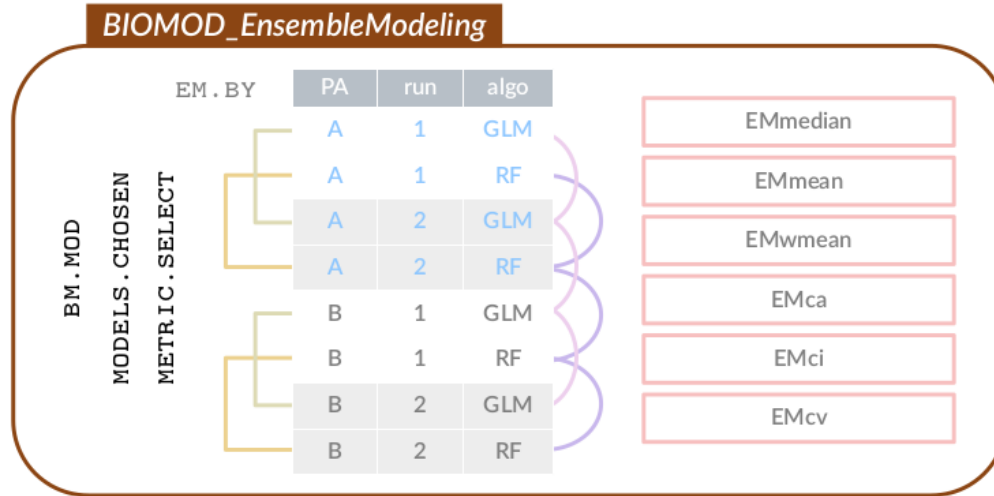 BIOMOD_EnsembleModeling
EM.BY
PA run algo
A 1 GLM
A 1 RF
A 2 GLM
A 2 RF
B 1 GLM
B 1 RF
B 2 GLM
B 2 RF
BM.MOD
MODELS.CHOSEN
METRIC.SELECT
EMmedian
EMmean
EMwmean
EMca
EMci
EMcv